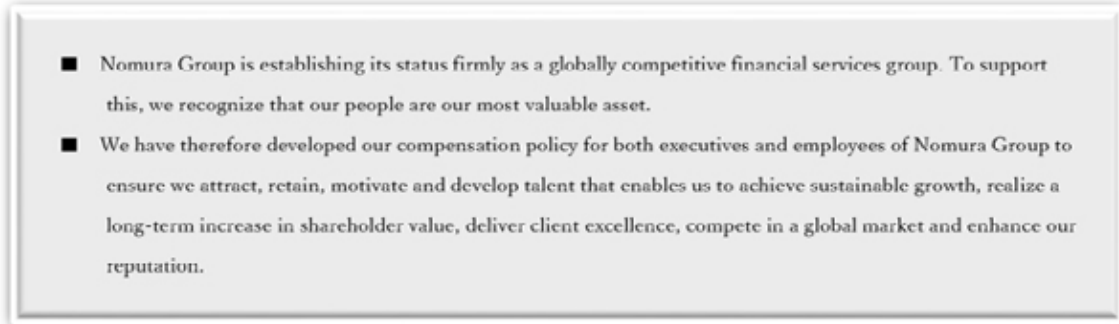 ■ Nomura Group is establishing its status firmly as a globally competitive financial services group. To support
this, we recognize that our people are our most valuable asset.
■ We have therefore developed our compensation policy for both executives and employees of Nomura Group to
ensure we attract, retain, motivate and develop talent that enables us to achieve sustainable growth, realize a
long-term increase in shareholder value, deliver client excellence, compete in a global market and enhance our
reputation.